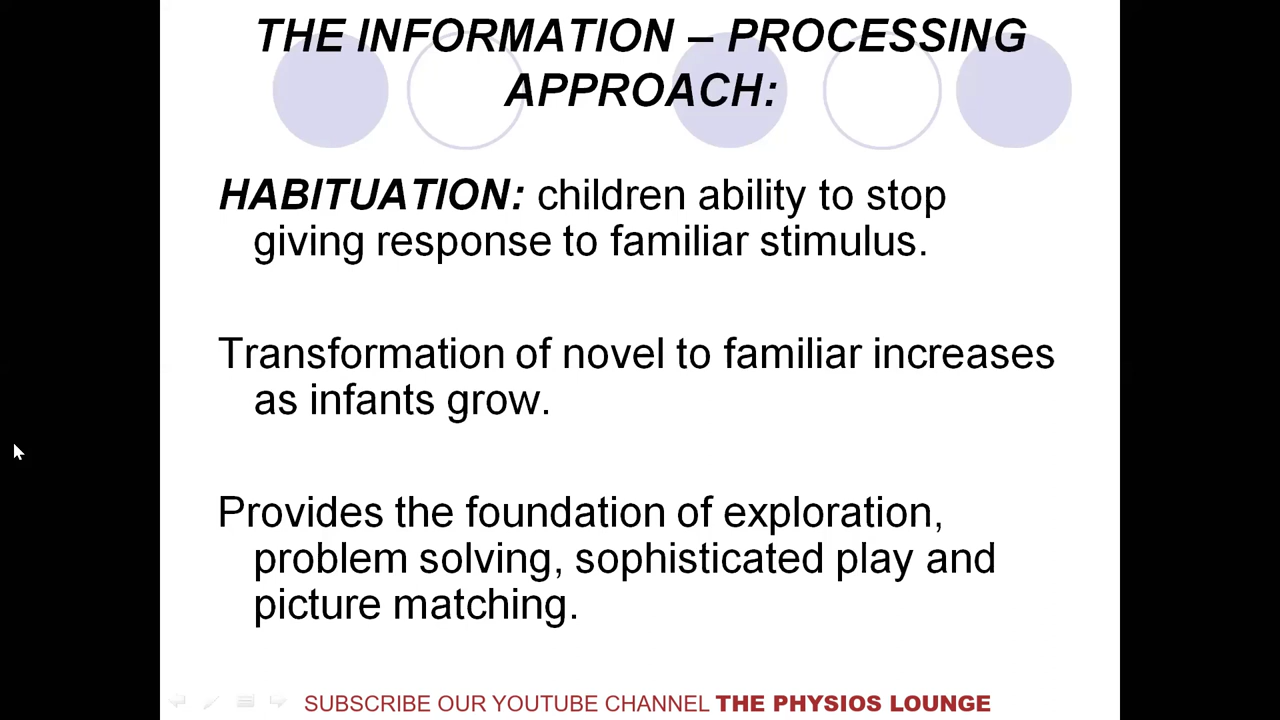 THE INFORMATION – PROCESSING
APPROACH:
HABITUATION: children ability to stop
giving response to familiar stimulus.
Transformation of novel to familiar increases
as infants grow.
Provides the foundation of exploration,
problem solving, sophisticated play and
picture matching.
SUBSCRIBE OUR YOUTUBE CHANNEL THE PHYSIOS LOUNGE